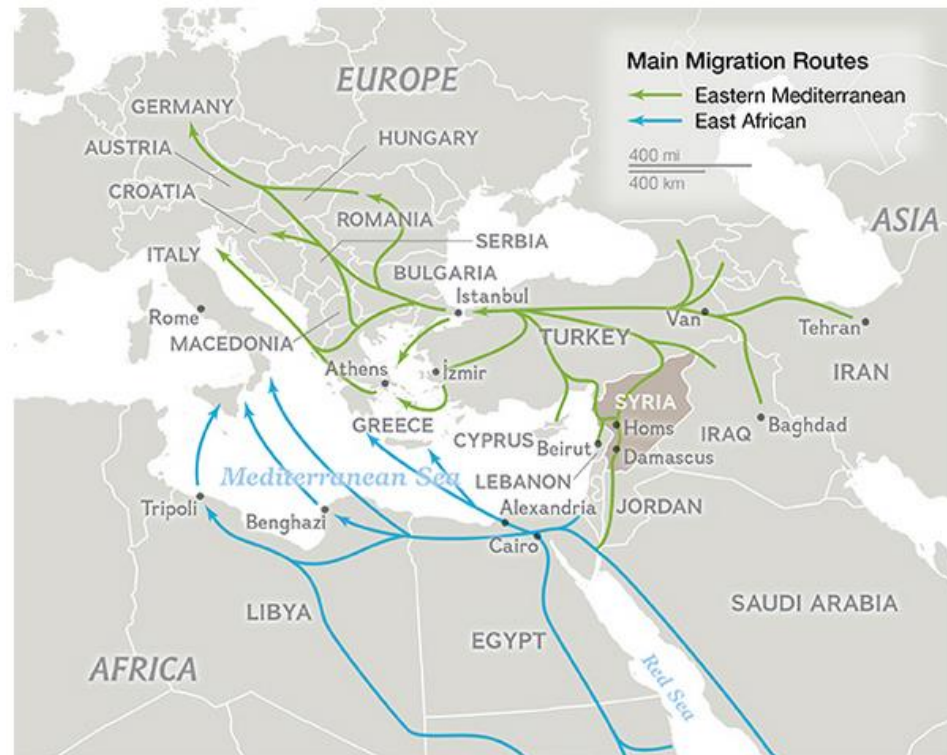 Main Migration Routes
Eastern Mediterranean
East African
400 mi
400 km
EUROPE
GERMANY
AUSTRIA
HUNGARY
CROATIA
ROMANIA
ASIA
SERBIA
ITALY
BULGARIA
Istanbul
Rome
Van
Tehran
MACEDONIA
TURKEY
Athens
İzmir
IRAN
SYRIA
GREECE
CYPRUS
Homs
IRAQ
Baghdad
Beirut
Damascus
Mediterranean Sea
LEBANON
Tripoli
Benghazi
Alexandria
JORDAN
Cairo
LIBYA
EGYPT
SAUDI ARABIA
AFRICA
Red Sea